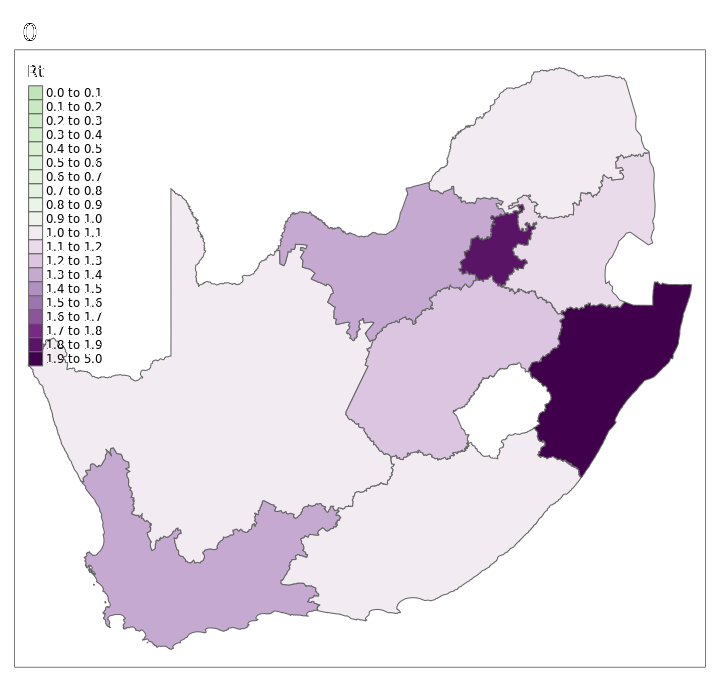 0
Rt
0.0 to 0.1
0.1 to 0.2
0.2 to 0.3
0.3 to 0.4
0.4 to 0.5
0.5 to 0.6
0.6 to 0.7
0.7 to 0.8
0.8 to 0.9
0.9 to 1.0
1.0 to 1.1
1.1 to 1.2
1.2 to 1.3
1.3 to 1.4
1.4 to 1.5
1.5 to 1.6
1.6 to 1.7
1.7 to 1.8
1.8 to 1.9
1.9 to 5.0